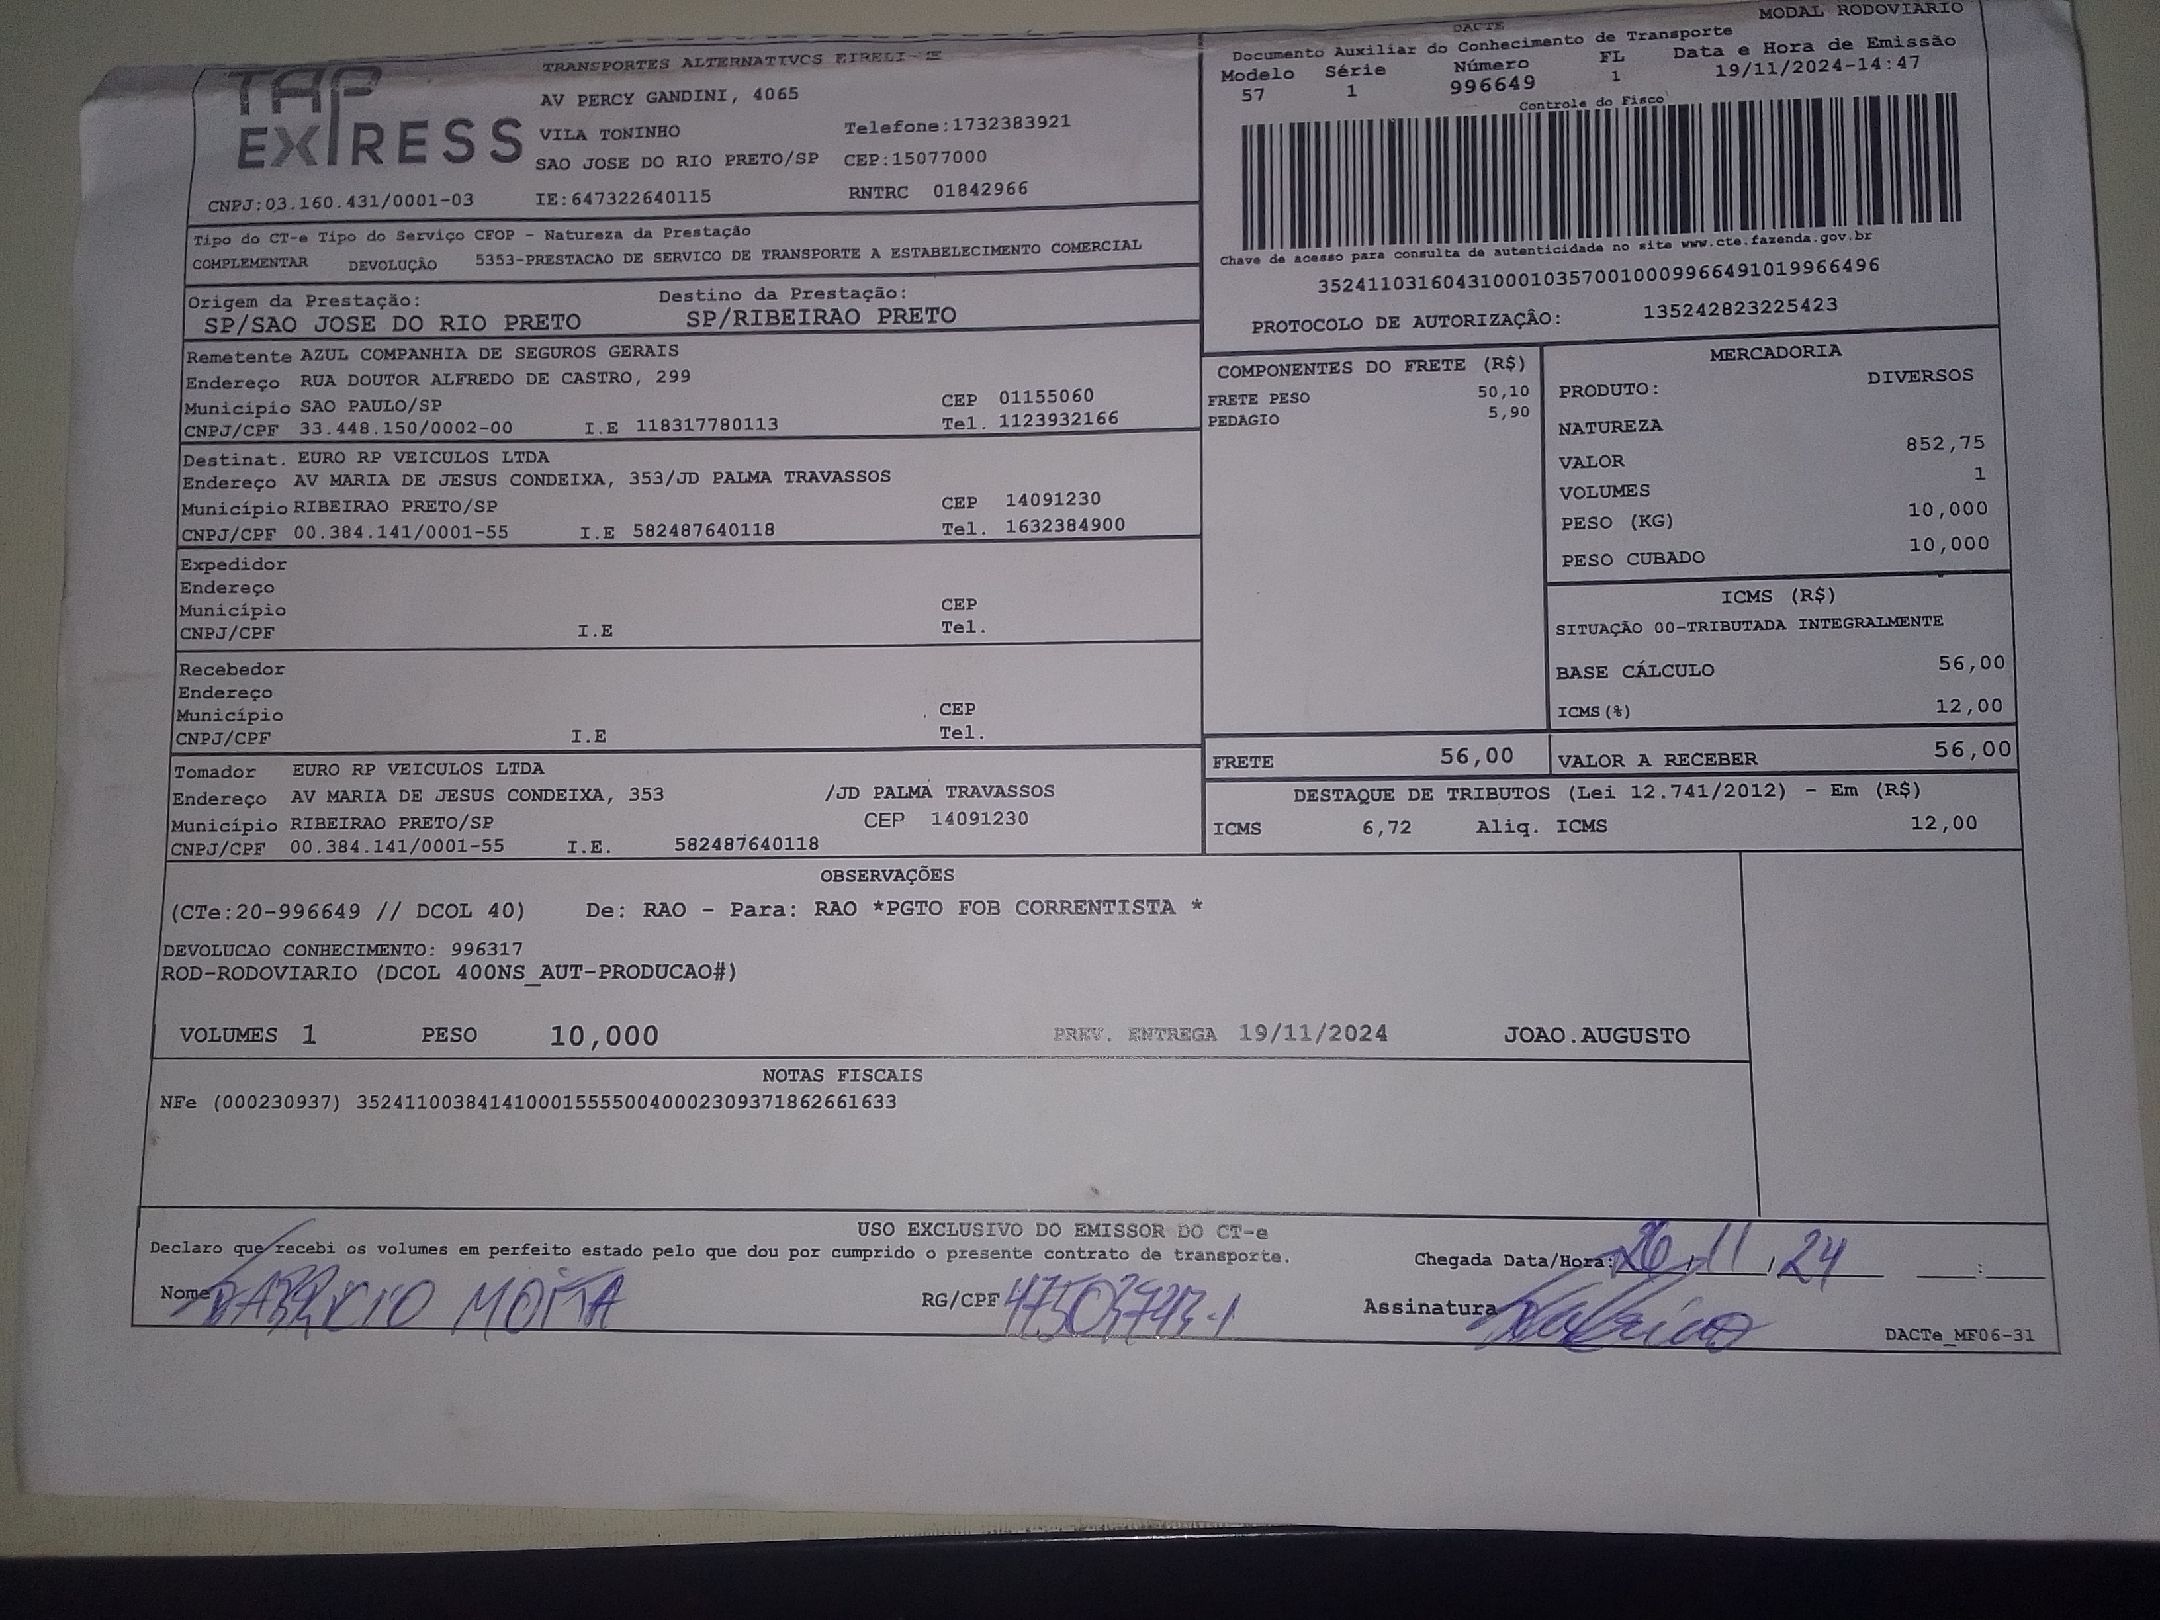 TAP EXPRESS
TRANSPORTES ALTERNATIVOS EIRELI-E
AV PERCY GANDINI, 4065
VILA TONINHO Telefone:1732383921
SAO JOSE DO RIO PRETO/SP CEP:15077000
CNPJ:03.160.431/0001-03 IE:647322640115 RNTRC 01842966
DACTE MODAL RODOVIARIO
Documento Auxiliar do Conhecimento de Transporte
Modelo Série Número FL Data e Hora de Emissão
57 1 996649 1 19/11/2024-14:47
Controle do Fisco
Chave de acesso para consulta de autenticidade no site www.cte.fazenda.gov.br
35241103160431000103570010009966491019966496
PROTOCOLO DE AUTORIZAÇÃO: 135242823225423
Tipo do CT-e Tipo do Serviço CFOP - Natureza da Prestação
COMPLEMENTAR DEVOLUÇÃO 5353-PRESTACAO DE SERVICO DE TRANSPORTE A ESTABELECIMENTO COMERCIAL
Origem da Prestação: Destino da Prestação:
SP/SAO JOSE DO RIO PRETO SP/RIBEIRAO PRETO
Remetente AZUL COMPANHIA DE SEGUROS GERAIS
Endereço RUA DOUTOR ALFREDO DE CASTRO, 299
Município SAO PAULO/SP CEP 01155060
CNPJ/CPF 33.448.150/0002-00 I.E 118317780113 Tel. 1123932166
Destinat. EURO RP VEICULOS LTDA
Endereço AV MARIA DE JESUS CONDEIXA, 353/JD PALMA TRAVASSOS
Município RIBEIRAO PRETO/SP CEP 14091230
CNPJ/CPF 00.384.141/0001-55 I.E 582487640118 Tel. 1632384900
Expedidor
Endereço
Município CEP
CNPJ/CPF I.E Tel.
Recebedor
Endereço
Município CEP
CNPJ/CPF I.E Tel.
Tomador EURO RP VEICULOS LTDA
Endereço AV MARIA DE JESUS CONDEIXA, 353 /JD PALMA TRAVASSOS
Município RIBEIRAO PRETO/SP CEP 14091230
CNPJ/CPF 00.384.141/0001-55 I.E. 582487640118
COMPONENTES DO FRETE (R$)
FRETE PESO 50,10
PEDAGIO 5,90
MERCADORIA
PRODUTO: DIVERSOS
NATUREZA
VALOR 852,75
VOLUMES 1
PESO (KG) 10,000
PESO CUBADO 10,000
ICMS (R$)
SITUAÇÃO 00-TRIBUTADA INTEGRALMENTE
BASE CÁLCULO 56,00
ICMS(%) 12,00
FRETE 56,00 VALOR A RECEBER 56,00
DESTAQUE DE TRIBUTOS (Lei 12.741/2012) - Em (R$)
ICMS 6,72 Aliq. ICMS 12,00
OBSERVAÇÕES
(CTe:20-996649 // DCOL 40) De: RAO - Para: RAO *PGTO FOB CORRENTISTA *
DEVOLUCAO CONHECIMENTO: 996317
ROD-RODOVIARIO (DCOL 400NS_AUT-PRODUCAO#)
VOLUMES 1 PESO 10,000 PREV. ENTREGA 19/11/2024 JOAO.AUGUSTO
NOTAS FISCAIS
NFe (000230937) 35241100384141000155550040002309371862661633
USO EXCLUSIVO DO EMISSOR DO CT-e
Declaro que recebi os volumes em perfeito estado pelo que dou por cumprido o presente contrato de transporte.
Chegada Data/Hora: 26/11/24 __:__
Nome RG/CPF Assinatura
DACTe_MF06-31